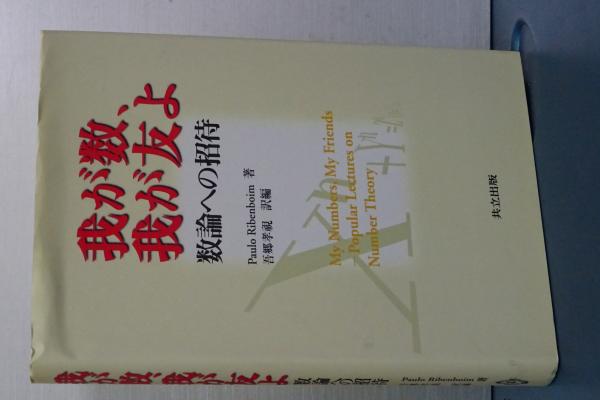 我が数、
我が友よ
数論への招待
Paulo Ribenboim 著
吾郷孝視 訳編
My Numbers, My Friends
Popular Lectures on
Number Theory
共立出版
我が数、我が友よ
数論への招待
Paulo Ribenboim 著